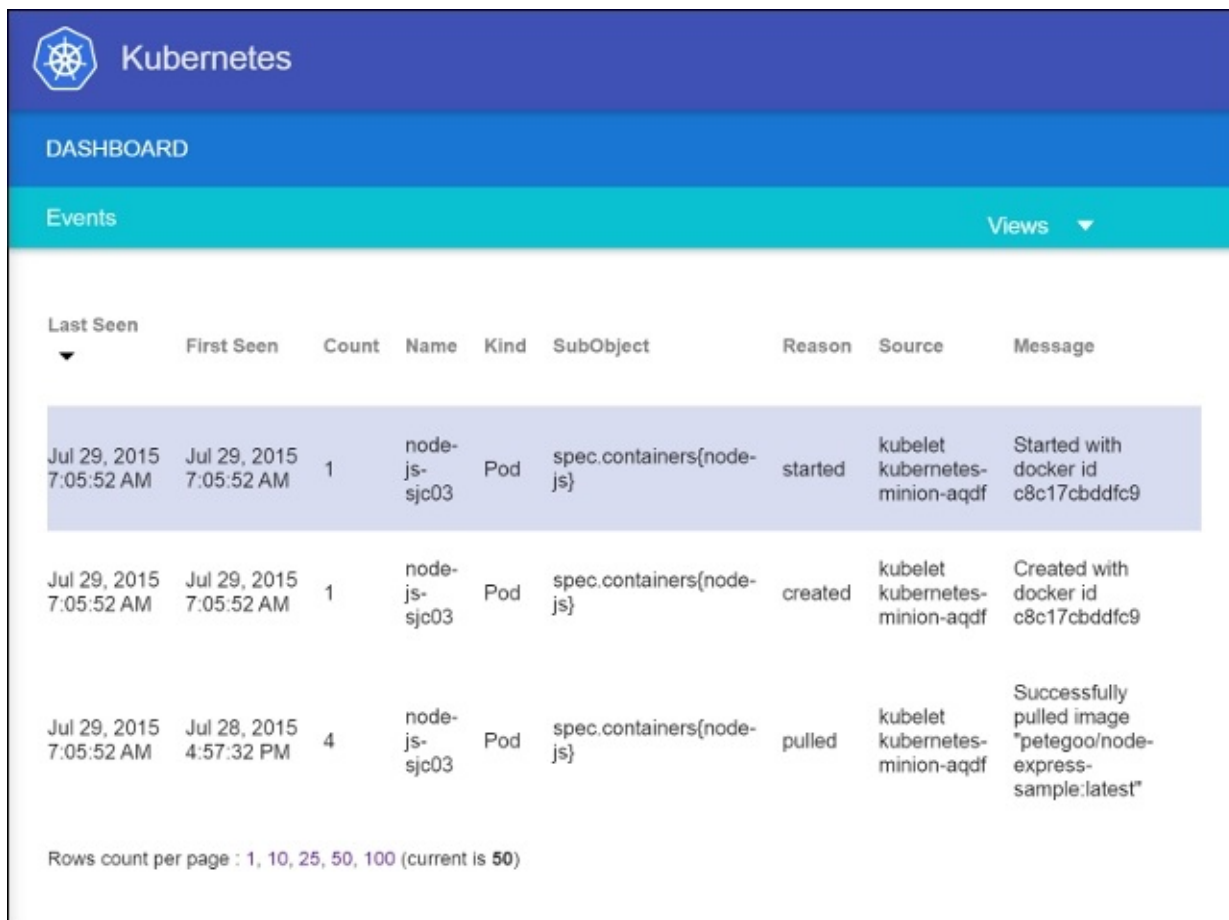 Kubernetes
DASHBOARD
Events
Views
Last Seen
First Seen
Count
Name
Kind
SubObject
Reason
Source
Message
Jul 29, 2015
7:05:52 AM
Jul 29, 2015
7:05:52 AM
1
node-
js-
sjc03
Pod
spec.containers{node-
js}
started
kubelet
kubernetes-
minion-aqdf
Started with
docker id
c8c17cbddfc9
Jul 29, 2015
7:05:52 AM
Jul 29, 2015
7:05:52 AM
1
node-
js-
sjc03
Pod
spec.containers{node-
js}
created
kubelet
kubernetes-
minion-aqdf
Created with
docker id
c8c17cbddfc9
Jul 29, 2015
7:05:52 AM
Jul 28, 2015
4:57:32 PM
4
node-
js-
sjc03
Pod
spec.containers{node-
js}
pulled
kubelet
kubernetes-
minion-aqdf
Successfully
pulled image
"petegoo/node-
express-
sample:latest"
Rows count per page : 1, 10, 25, 50, 100 (current is 50)